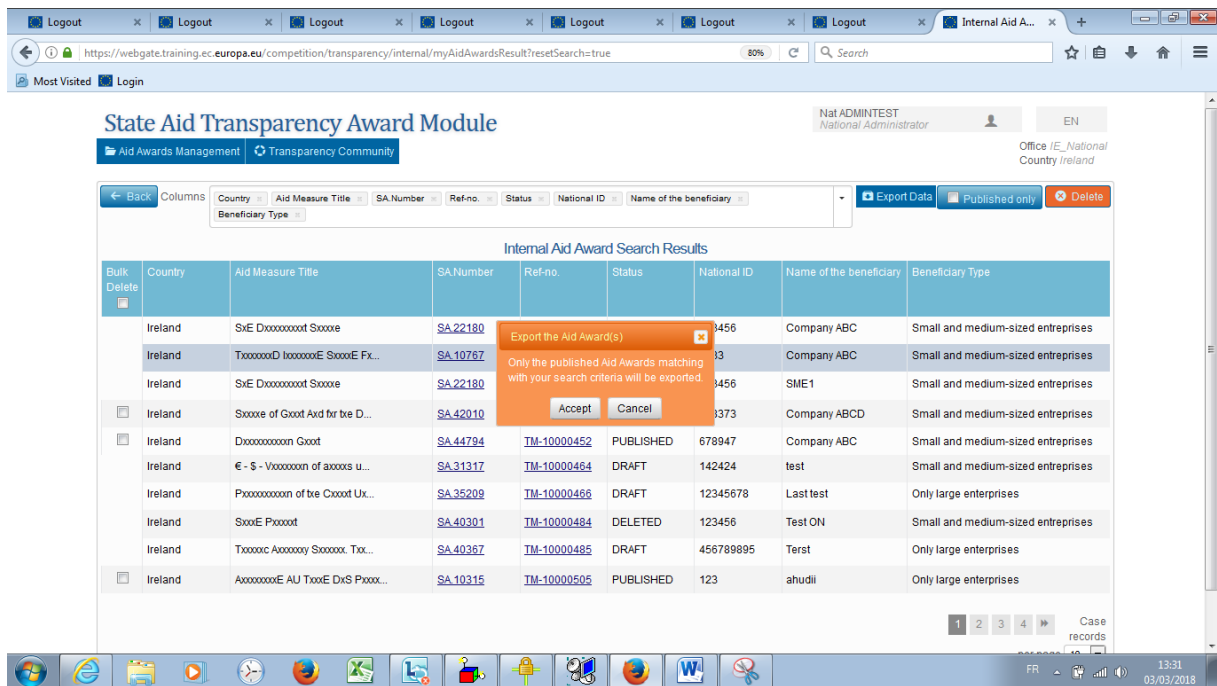 Logout Logout Logout Logout Logout Logout Logout Internal Aid A...
https://webgate.training.ec.europa.eu/competition/transparency/internal/myAidAwardsResult?resetSearch=true 80% Search
Most Visited Login
State Aid Transparency Award Module
Nat ADMINTEST
National Administrator
EN
Aid Awards Management Transparency Community
Office IE_National
Country Ireland
Back Columns Country Aid Measure Title SA.Number Ref-no. Status National ID Name of the beneficiary
Beneficiary Type
Export Data Published only Delete
Internal Aid Award Search Results
Bulk Delete Country Aid Measure Title SA.Number Ref-no. Status National ID Name of the beneficiary Beneficiary Type
Ireland SxE Dxxxxxxxxt Sxxxxe SA.22180 3456 Company ABC Small and medium-sized entreprises
Ireland TxxxxxxD IxxxxxxE SxxxxE Fx... SA.10767 33 Company ABC Small and medium-sized entreprises
Ireland SxE Dxxxxxxxxt Sxxxxe SA.22180 3456 SME1 Small and medium-sized entreprises
Ireland Sxxxxe of Gxxxt Axd fxr txe D... SA.42010 3373 Company ABCD Small and medium-sized entreprises
Export the Aid Award(s)
Only the published Aid Awards matching
with your search criteria will be exported.
Accept Cancel
Ireland Dxxxxxxxxxn Gxxxt SA.44794 TM-10000452 PUBLISHED 678947 Company ABC Small and medium-sized entreprises
Ireland € - $ - Vxxxxxxxn of axxxxs u... SA.31317 TM-10000464 DRAFT 142424 test Small and medium-sized entreprises
Ireland Pxxxxxxxxxn of txe Cxxxxt Ux... SA.35209 TM-10000466 DRAFT 12345678 Last test Only large enterprises
Ireland SxxxE Pxxxxxt SA.40301 TM-10000484 DELETED 123456 Test ON Small and medium-sized entreprises
Ireland Txxxxxc Axxxxxxy Sxxxxxx. Txx... SA.40367 TM-10000485 DRAFT 456789895 Terst Only large enterprises
Ireland AxxxxxxxxE AU TxxxE DxS Pxxxx... SA.10315 TM-10000505 PUBLISHED 123 ahudii Only large enterprises
1 2 3 4 Case
records
FR 13:31
03/03/2018